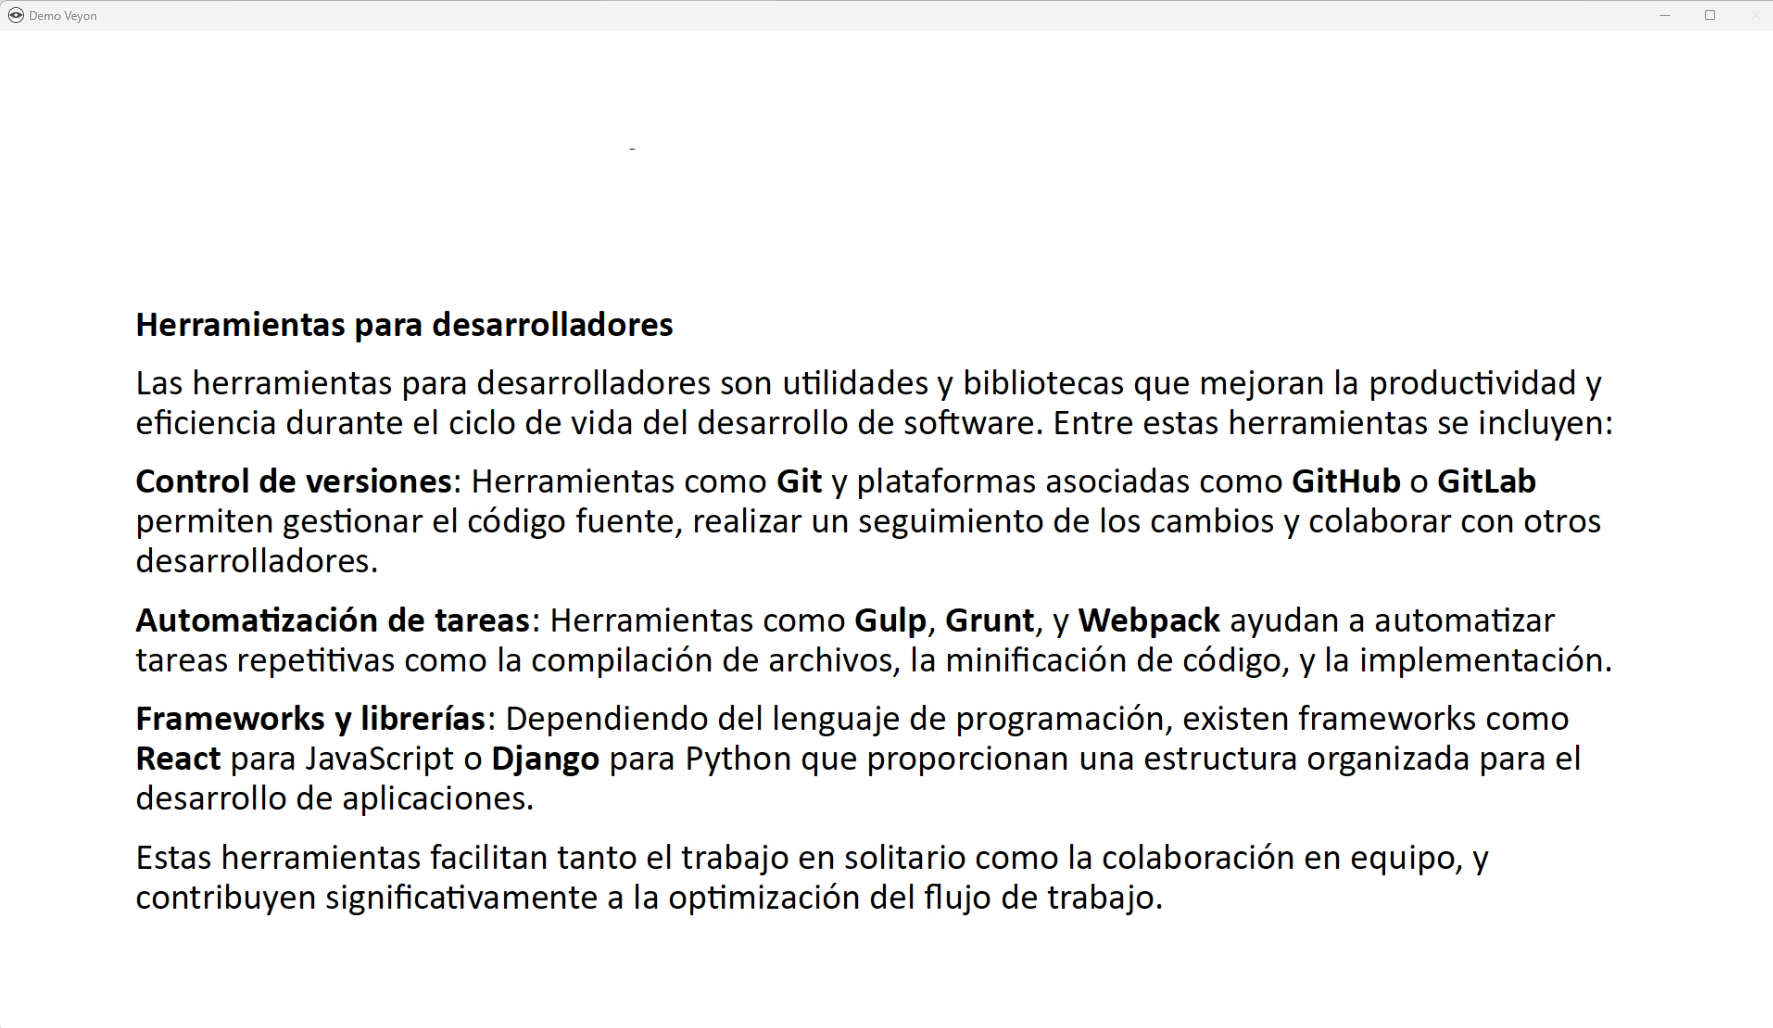 Demo Veyon
Herramientas para desarrolladores
Las herramientas para desarrolladores son utilidades y bibliotecas que mejoran la productividad y
eficiencia durante el ciclo de vida del desarrollo de software. Entre estas herramientas se incluyen:
Control de versiones: Herramientas como Git y plataformas asociadas como GitHub o GitLab
permiten gestionar el código fuente, realizar un seguimiento de los cambios y colaborar con otros
desarrolladores.
Automatización de tareas: Herramientas como Gulp, Grunt, y Webpack ayudan a automatizar
tareas repetitivas como la compilación de archivos, la minificación de código, y la implementación.
Frameworks y librerías: Dependiendo del lenguaje de programación, existen frameworks como
React para JavaScript o Django para Python que proporcionan una estructura organizada para el
desarrollo de aplicaciones.
Estas herramientas facilitan tanto el trabajo en solitario como la colaboración en equipo, y
contribuyen significativamente a la optimización del flujo de trabajo.